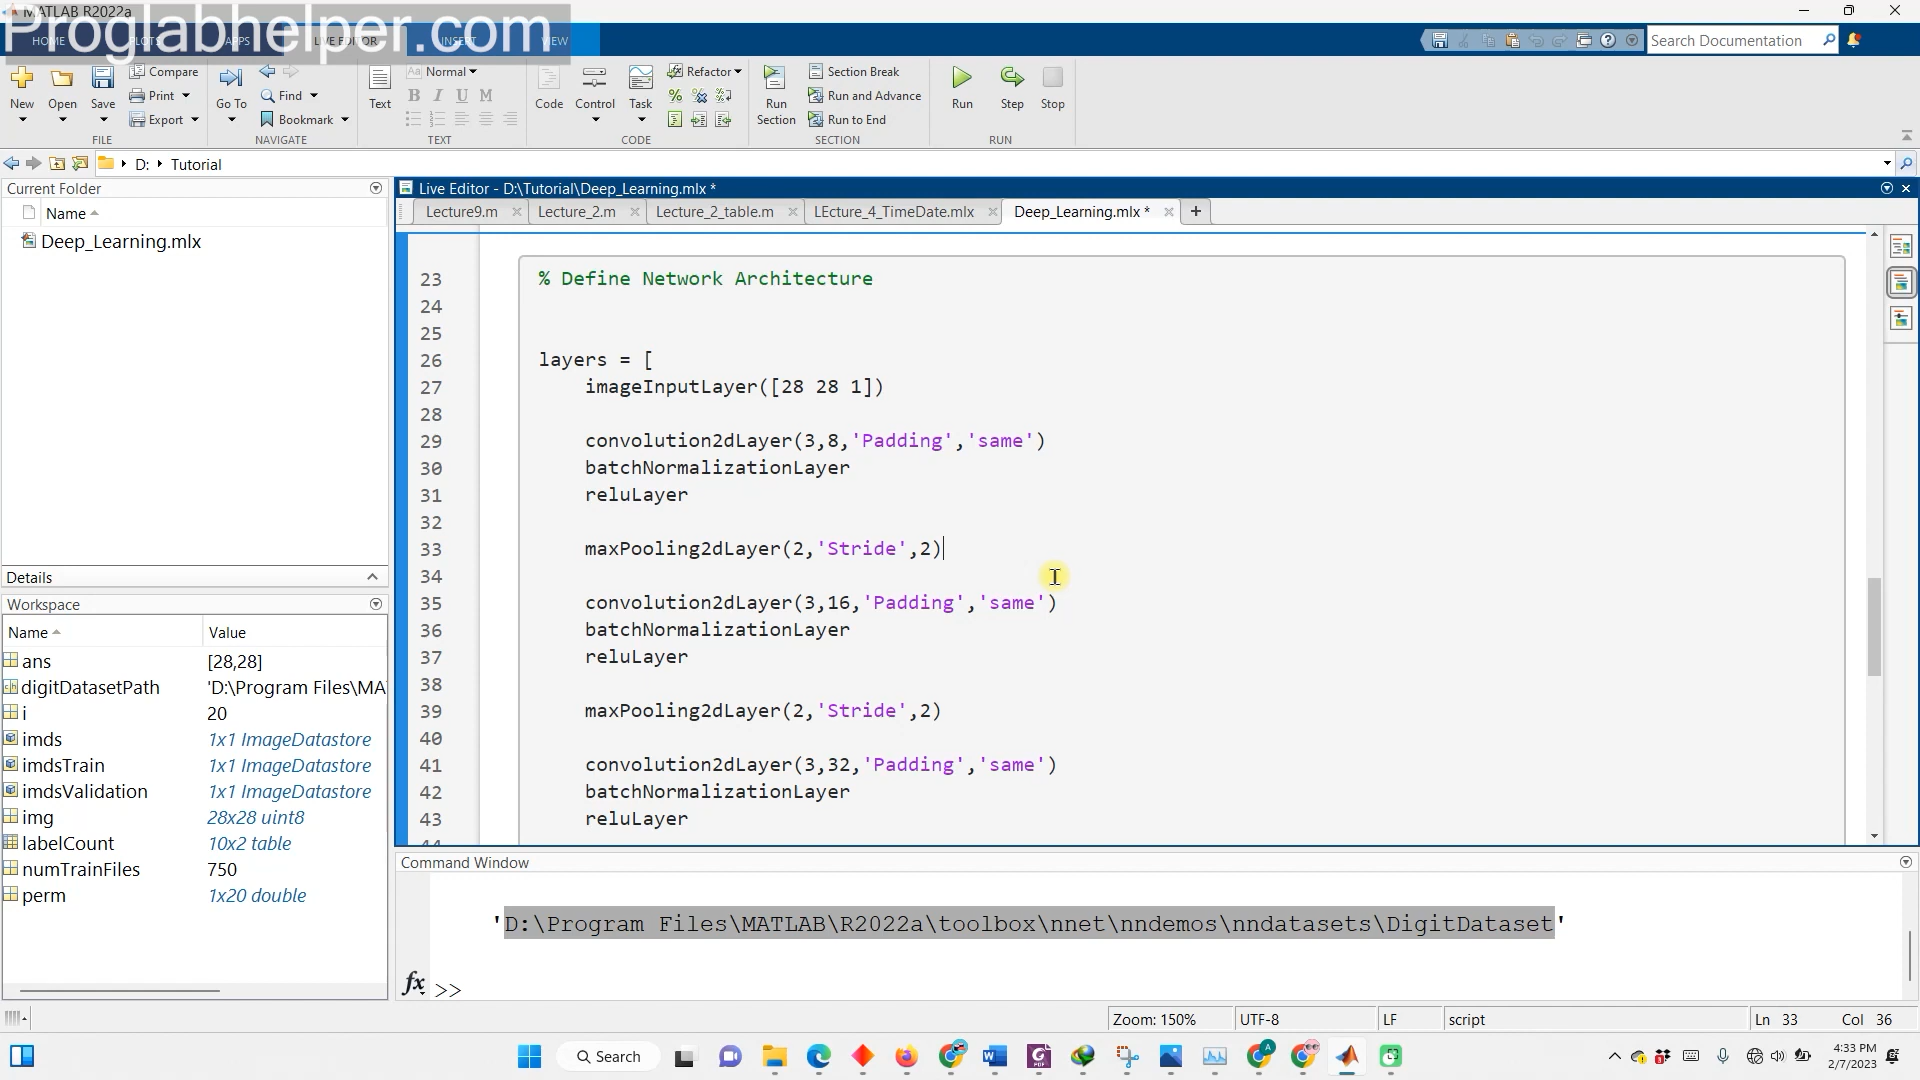 MATLAB R2022a
Proglabhelper.com
HOME PLOTS APPS LIVE EDITOR INSERT VIEW
Search Documentation
New Open Save Compare Print Export
FILE
Go To Find Bookmark
NAVIGATE
Text Normal B I U M
TEXT
Code Control Task Refactor
CODE
Run Section Section Break Run and Advance Run to End
SECTION
Run Step Stop
RUN
D: Tutorial
Current Folder
Name
Deep_Learning.mlx
Details
Workspace
Name Value
ans [28,28]
digitDatasetPath 'D:\Program Files\MA
i 20
imds 1x1 ImageDatastore
imdsTrain 1x1 ImageDatastore
imdsValidation 1x1 ImageDatastore
img 28x28 uint8
labelCount 10x2 table
numTrainFiles 750
perm 1x20 double
Live Editor - D:\Tutorial\Deep_Learning.mlx *
Lecture9.m Lecture_2.m Lecture_2_table.m LEcture_4_TimeDate.mlx Deep_Learning.mlx *
23 % Define Network Architecture
24
25
26 layers = [
27 imageInputLayer([28 28 1])
28
29 convolution2dLayer(3,8,'Padding','same')
30 batchNormalizationLayer
31 reluLayer
32
33 maxPooling2dLayer(2,'Stride',2)
34
35 convolution2dLayer(3,16,'Padding','same')
36 batchNormalizationLayer
37 reluLayer
38
39 maxPooling2dLayer(2,'Stride',2)
40
41 convolution2dLayer(3,32,'Padding','same')
42 batchNormalizationLayer
43 reluLayer
44
Command Window
'D:\Program Files\MATLAB\R2022a\toolbox\nnet\nndemos\nndatasets\DigitDataset'
fx >>
Zoom: 150% UTF-8 LF script Ln 33 Col 36
Search
4:33 PM
2/7/2023